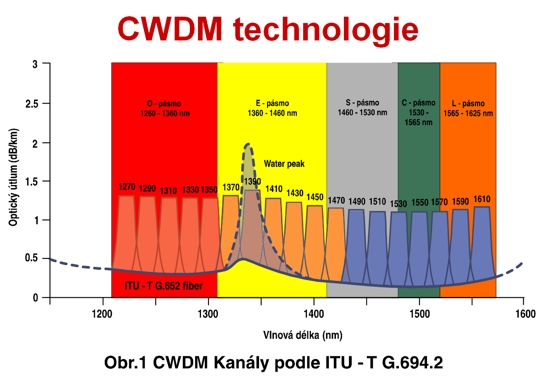 CWDM technologie
3
2.5
2
1.5
1
0.5
0
Optický útlum (dB/km)
O - pásmo
1260 - 1360 nm
E - pásmo
1360 - 1460 nm
S - pásmo
1460 - 1530 nm
C - pásmo
1530 -
1565 nm
L - pásmo
1565 - 1625 nm
Water peak
1270 1290 1310 1330 1350 1370 1390 1410 1430 1450 1470 1490 1510 1530 1550 1570 1590 1610
ITU - T G.652 fiber
1200 1300 1400 1500 1600
Vlnová délka (nm)
Obr.1 CWDM Kanály podle ITU - T G.694.2